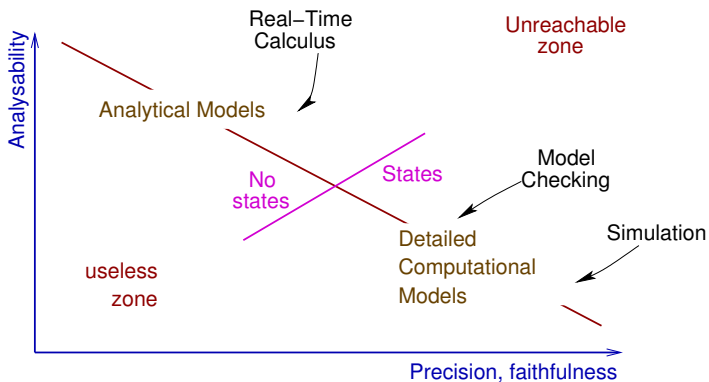 Real-Time
Calculus
Unreachable
zone
Analysability
Analytical Models
No
states
States
Model
Checking
Detailed
Computational
Models
Simulation
useless
zone
Precision, faithfulness